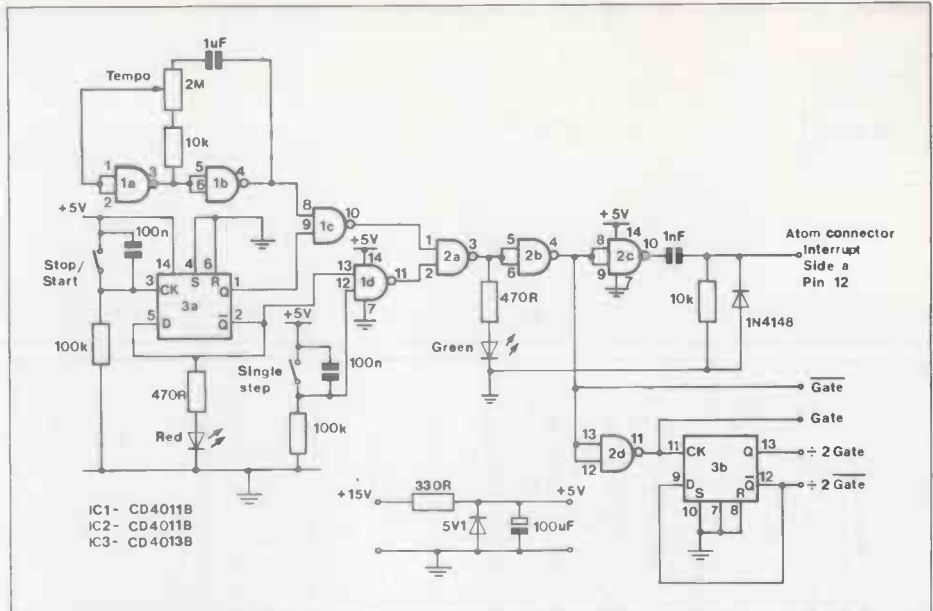 1uF
Tempo
2M
10k
1
2
1a
3
5
6
1b
4
+5V
100n
8
9
1c
10
+5V
14
1
2
2a
3
5
6
2b
4
+5V
14
8
9
2c
10
7
1nF
Atom connector
Interrupt
Side a
Pin 12
Stop/
Start
14
4
6
S
R
3
CK
Q
1
5
D
3a
Q
2
13
12
1d
11
7
470R
Green
10k
1N4148
100k
470R
Red
Single
step
+5V
100n
100k
Gate
Gate
13
12
2d
11
11
CK
Q
13
÷ 2 Gate
3b
9
D
Q
12
÷ 2 Gate
S
R
10
7
8
+15V
330R
+5V
5V1
100uF
IC1- CD4011B
IC2- CD4011B
IC3- CD4013B